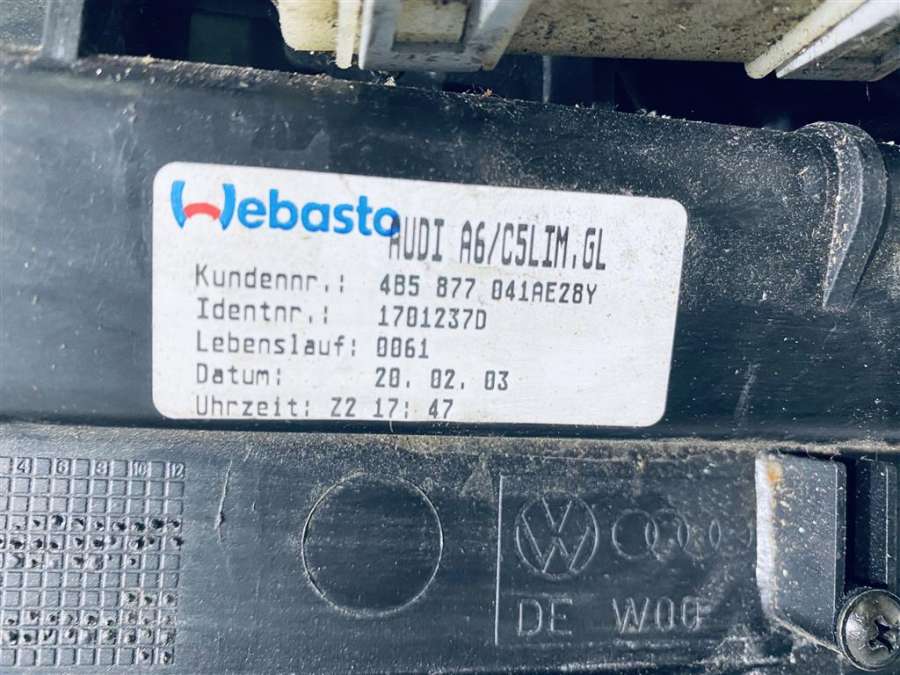 Webasto AUDI A6/C5LIM,GL
Kundennr.: 4B5 877 041AE28Y
Identnr.: 1701237D
Lebenslauf: 0061
Datum: 20. 02. 03
Uhrzeit: Z2 17: 47
4 6 8 10 12
DE W00